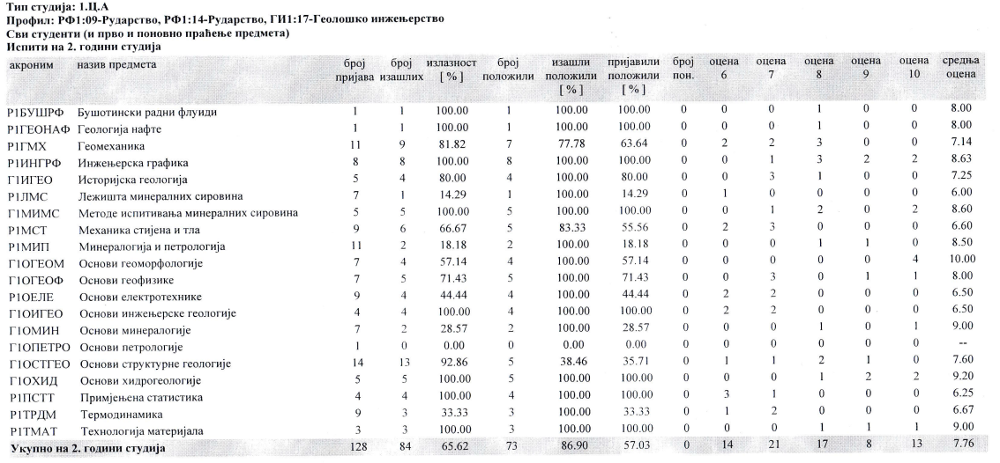 Тип студија: 1.Ц.А
Профил: РФ1:09-Рударство, РФ1:14-Рударство, ГИ1:17-Геолошко инжењерство
Сви студенти (и прво и поновно праћење предмета)
Испити на 2. години студија
акроним назив предмета број пријава број изашлих излазност [ % ] број положили изашли положили [ % ] пријавили положили [ % ] број пон. оцена 6 оцена 7 оцена 8 оцена 9 оцена 10 средња оцена
Р1БУШРФ Бушотински радни флуиди 1 1 100.00 1 100.00 100.00 0 0 0 1 0 0 8.00
Р1ГЕОНАФ Геологија нафте 1 1 100.00 1 100.00 100.00 0 0 0 1 0 0 8.00
Р1ГМХ Геомеханика 11 9 81.82 7 77.78 63.64 0 2 2 3 0 0 7.14
Р1ИНГРФ Инжењерска графика 8 8 100.00 8 100.00 100.00 0 0 1 3 2 2 8.63
Г1ИГЕО Историјска геологија 5 4 80.00 4 100.00 80.00 0 0 3 1 0 0 7.25
Р1ЛМС Лежишта минералних сировина 7 1 14.29 1 100.00 14.29 0 1 0 0 0 0 6.00
Г1МИМС Методе испитивања минералних сировина 5 5 100.00 5 100.00 100.00 0 0 1 2 0 2 8.60
Р1МСТ Механика стијена и тла 9 6 66.67 5 83.33 55.56 0 2 3 0 0 0 6.60
Р1МИП Минералогија и петрологија 11 2 18.18 2 100.00 18.18 0 0 0 1 1 0 8.50
Г1ОГЕОМ Основи геоморфологије 7 4 57.14 4 100.00 57.14 0 0 0 0 0 4 10.00
Г1ОГЕОФ Основи геофизике 7 5 71.43 5 100.00 71.43 0 0 3 0 1 1 8.00
Р1ОЕЛЕ Основи електротехнике 9 4 44.44 4 100.00 44.44 0 2 2 0 0 0 6.50
Г1ОИГЕО Основи инжењерске геологије 4 4 100.00 4 100.00 100.00 0 2 2 0 0 0 6.50
Г1ОМИН Основи минералогије 7 2 28.57 2 100.00 28.57 0 0 0 1 0 1 9.00
Г1ОПЕТРО Основи петрологије 1 0 0.00 0 0.00 0.00 0 0 0 0 0 0 --
Г1ОСТГЕО Основи структурне геологије 14 13 92.86 5 38.46 35.71 0 1 1 2 1 0 7.60
Г1ОХИД Основи хидрогеологије 5 5 100.00 5 100.00 100.00 0 0 0 1 2 2 9.20
Р1ПСТТ Примјењена статистика 4 4 100.00 4 100.00 100.00 0 3 1 0 0 0 6.25
Р1ТРДМ Термодинамика 9 3 33.33 3 100.00 33.33 0 1 2 0 0 0 6.67
Р1ТМАТ Технологија материјала 3 3 100.00 3 100.00 100.00 0 0 0 1 1 1 9.00
Укупно на 2. години студија 128 84 65.62 73 86.90 57.03 0 14 21 17 8 13 7.76